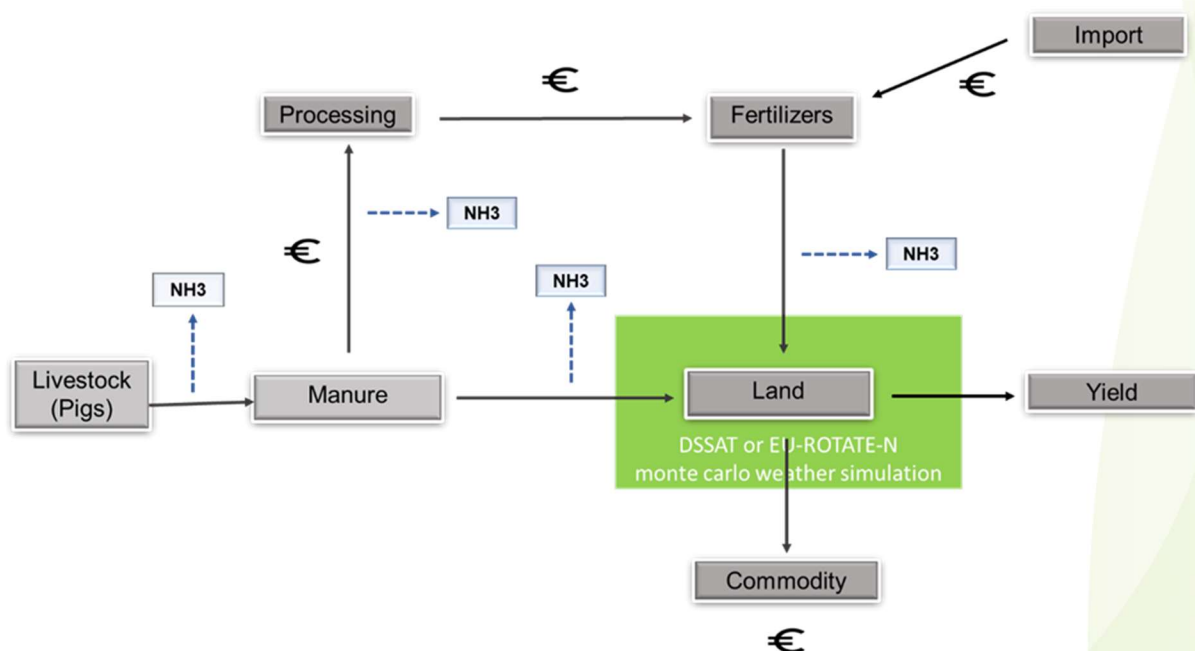 Import
€
€
Processing
Fertilizers
NH3
€
NH3
NH3
NH3
Livestock
(Pigs)
Manure
Land
Yield
DSSAT or EU-ROTATE-N
monte carlo weather simulation
Commodity
€